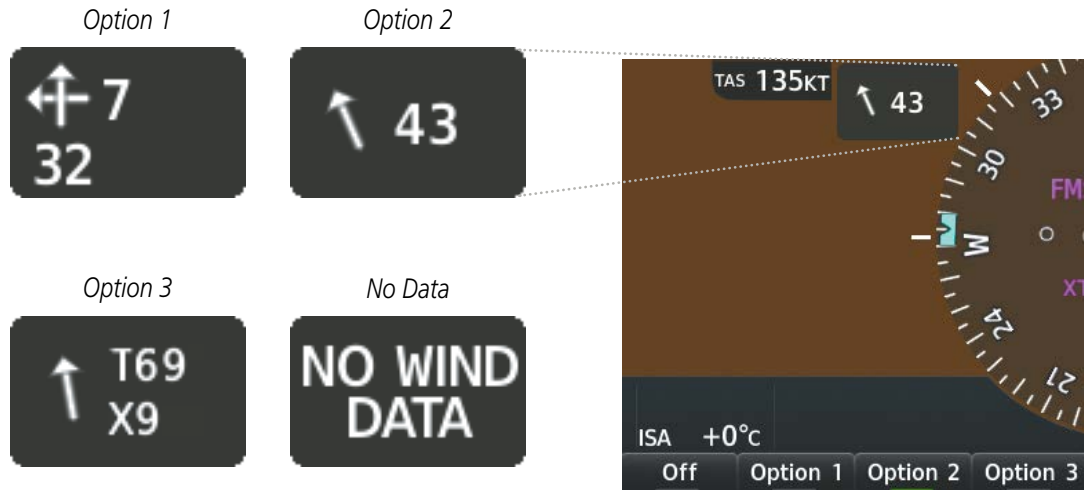 Option 1
Option 2
7
32
43
Option 3
No Data
T69
X9
NO WIND
DATA
TAS 135KT
43
33
30
FM
W
XT
24
21
ISA +0°C
Off Option 1 Option 2 Option 3